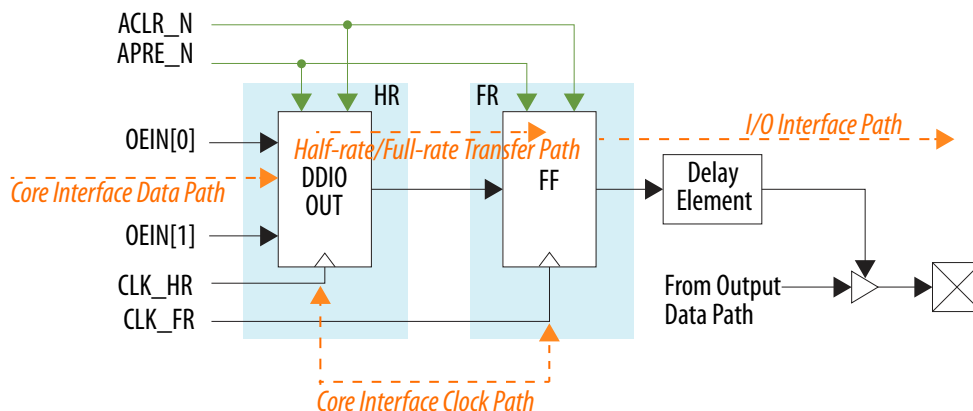 ACLR_N
APRE_N
HR
FR
OEIN[0]
I/O Interface Path
Half-rate/Full-rate Transfer Path
DDIO
OUT
FF
Core Interface Data Path
Delay
Element
OEIN[1]
CLK_HR
CLK_FR
From Output
Data Path
Core Interface Clock Path